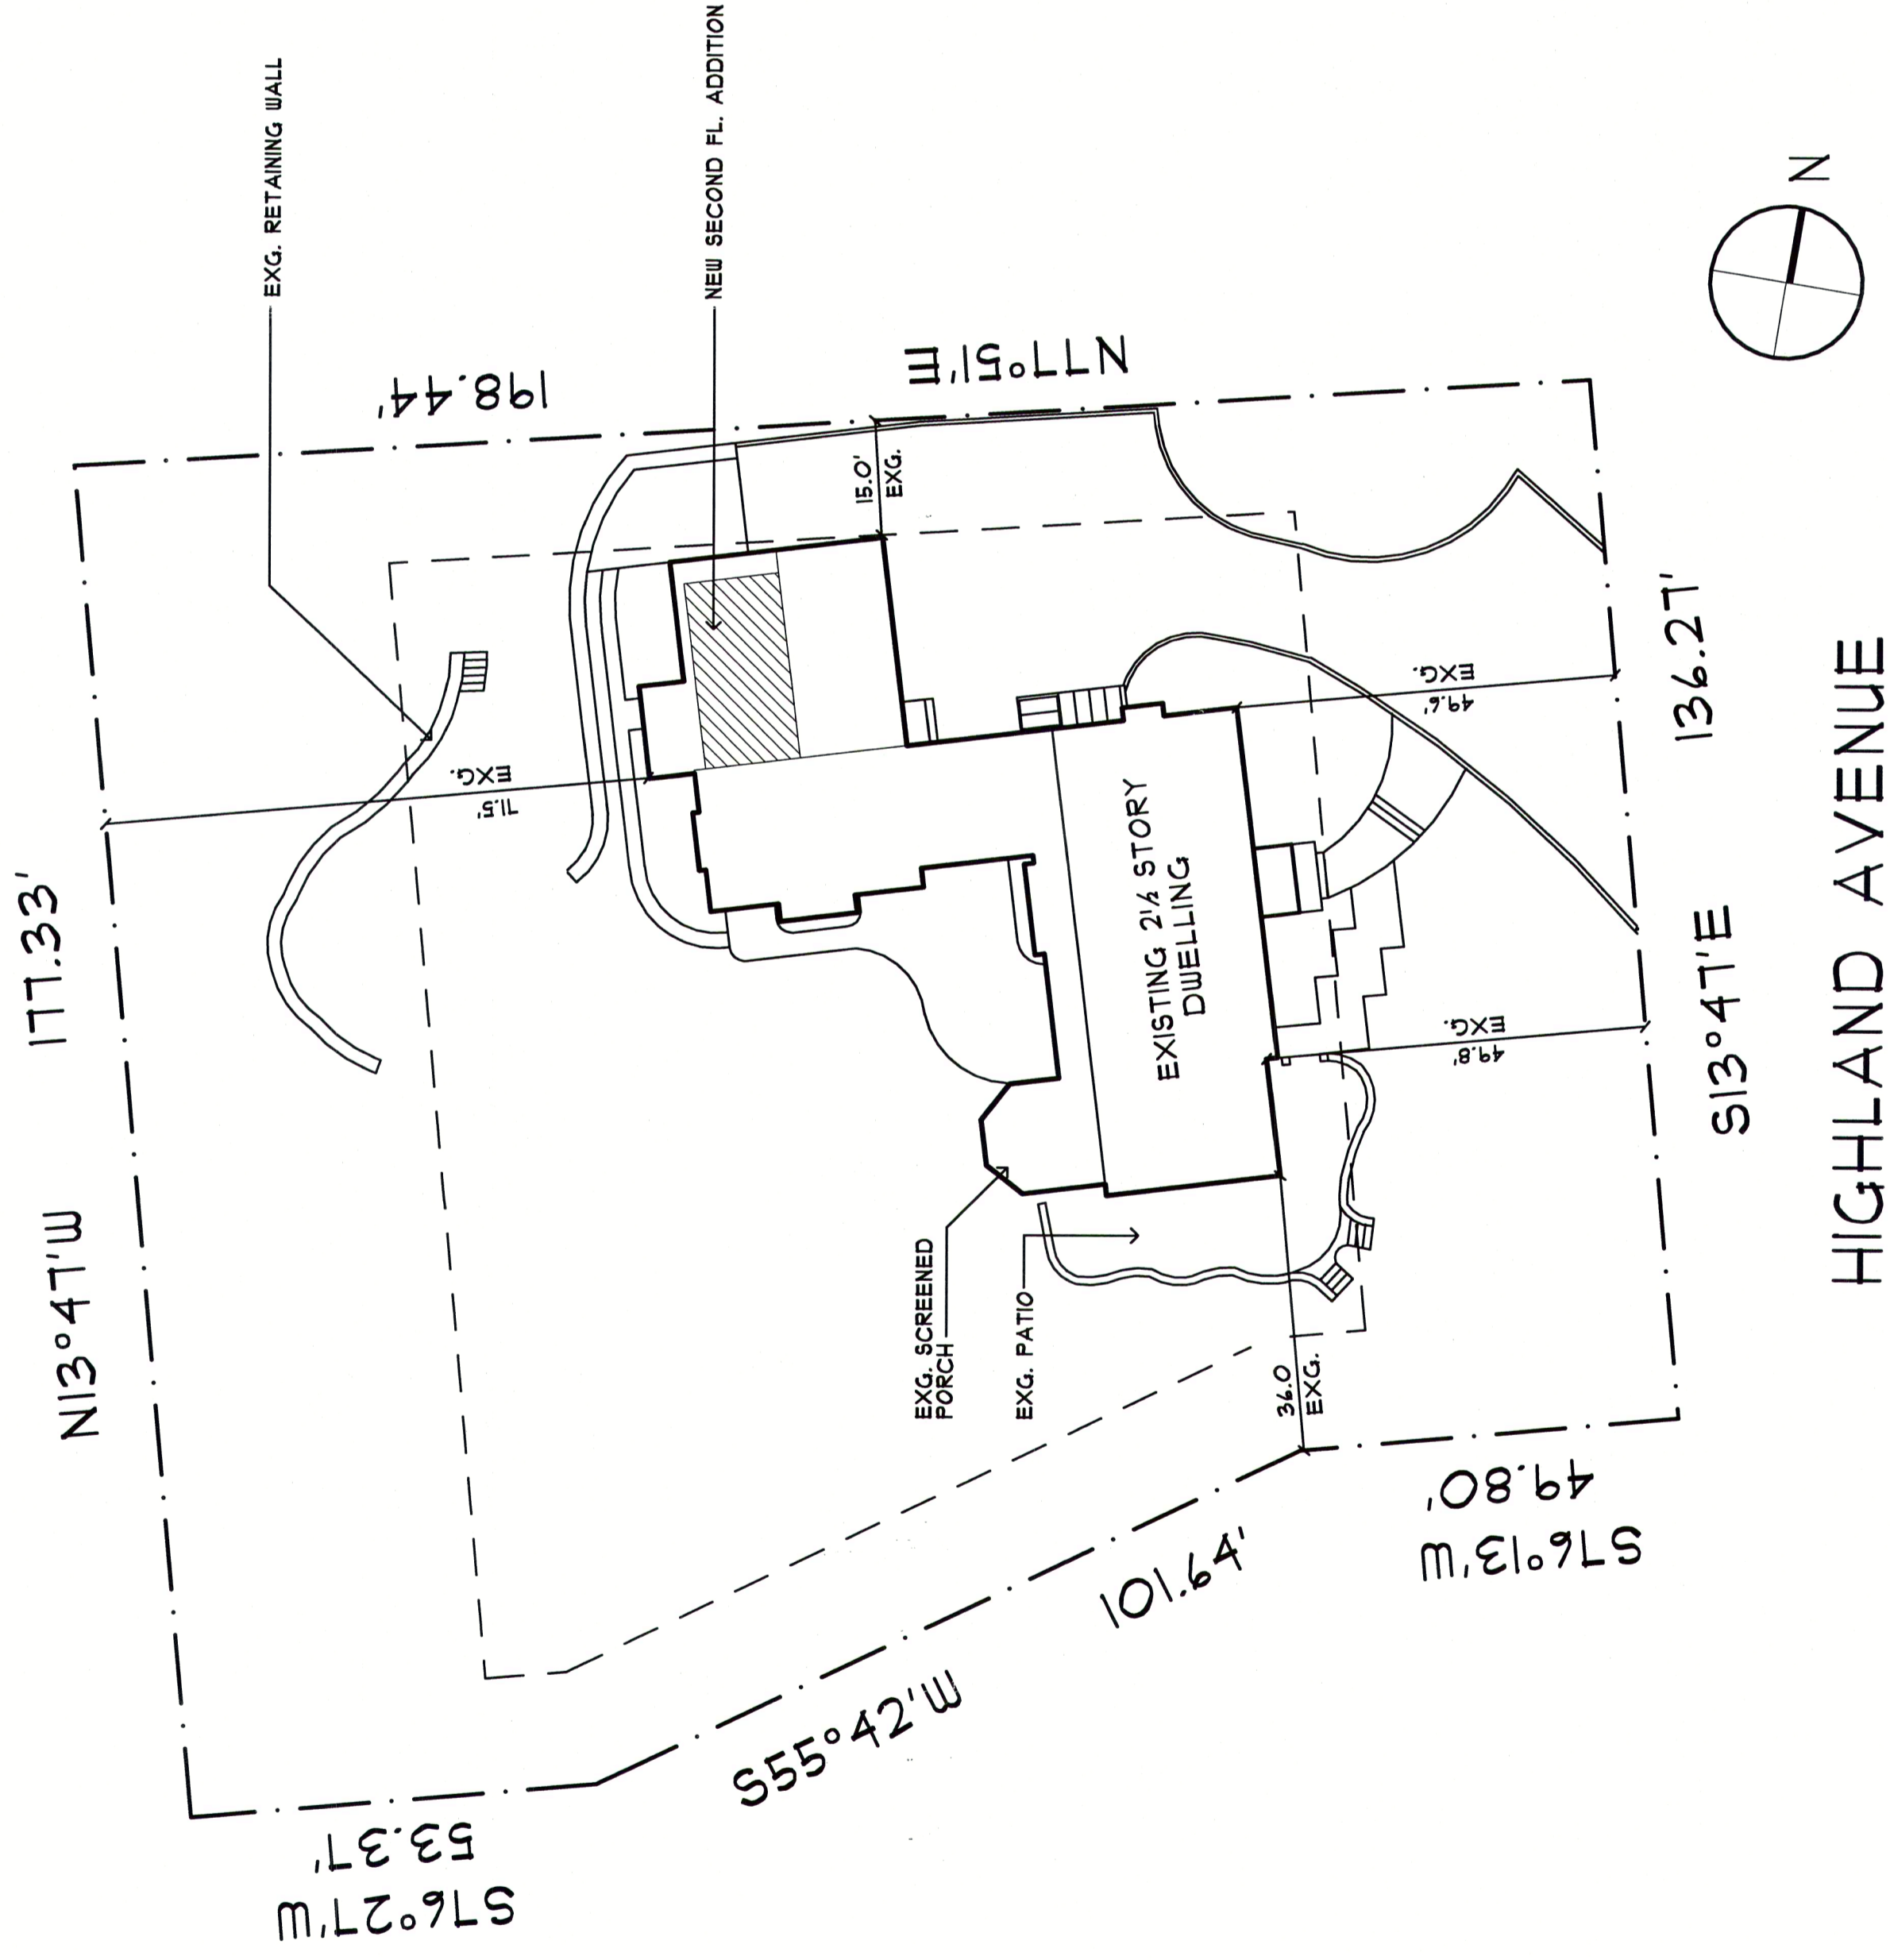 EXG. RETAINING WALL
NEW SECOND FL. ADDITION
N
198.44'
N77°51'E
177.33'
N13°47'W
15.0'
EXG.
71.5'
EXG.
EXISTING 2½ STORY
DWELLING
49.6'
EXG.
49.8'
EXG.
136.27'
S13°47'E
HIGHLAND AVENUE
EXG. SCREENED
PORCH
EXG. PATIO
36.0
EXG.
49.80'
S76°13'W
101.64'
S55°42'W
53.37'
S76°27'W